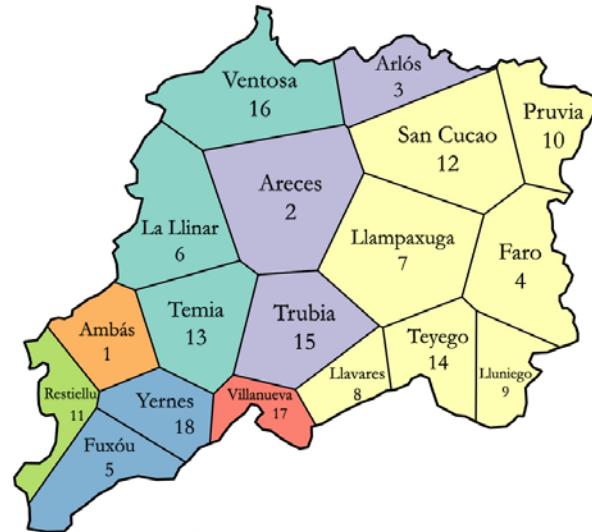 Ventosa
16
Arlós
3
Pruvia
10
San Cucao
12
Areces
2
La Llinar
6
Llampaxuga
7
Faro
4
Ambás
1
Temia
13
Trubia
15
Teyego
14
Llavares
8
Lluniego
9
Restiellu
11
Yernes
18
Villanueva
17
Fuxóu
5